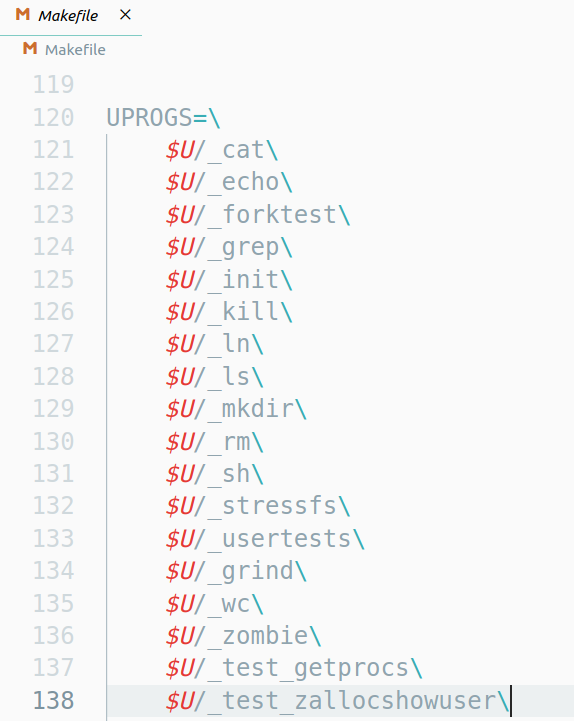 M Makefile ×
M Makefile
119
120 UPROGS=\
121 $U/_cat\
122 $U/_echo\
123 $U/_forktest\
124 $U/_grep\
125 $U/_init\
126 $U/_kill\
127 $U/_ln\
128 $U/_ls\
129 $U/_mkdir\
130 $U/_rm\
131 $U/_sh\
132 $U/_stressfs\
133 $U/_usertests\
134 $U/_grind\
135 $U/_wc\
136 $U/_zombie\
137 $U/_test_getprocs\
138 $U/_test_zallocshowuser\